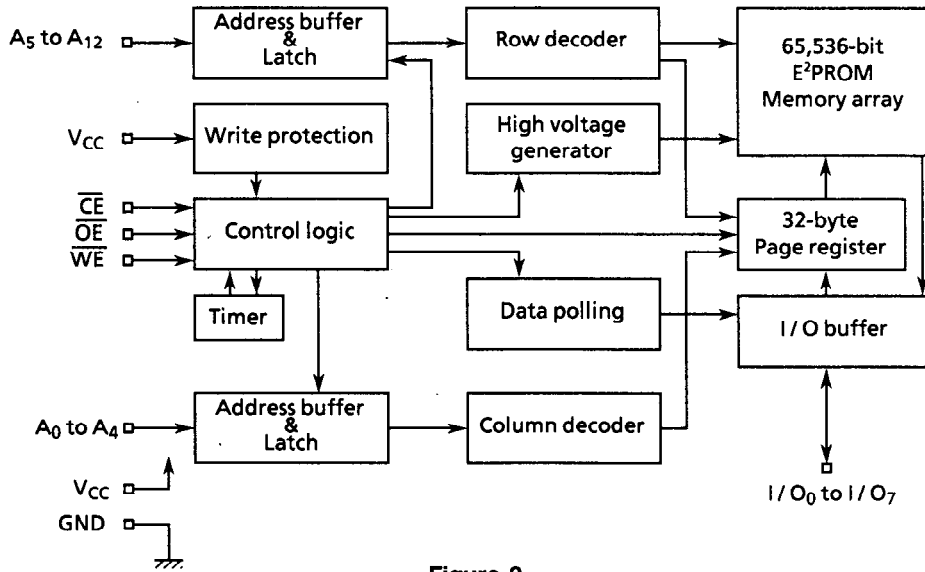 A5 to A12
Address buffer
&
Latch
Row decoder
65,536-bit
E²PROM
Memory array
VCC
Write protection
High voltage
generator
CE
OE
WE
Control logic
32-byte
Page register
Timer
Data polling
I / O buffer
A0 to A4
Address buffer
&
Latch
Column decoder
VCC
GND
I / O0 to I / O7